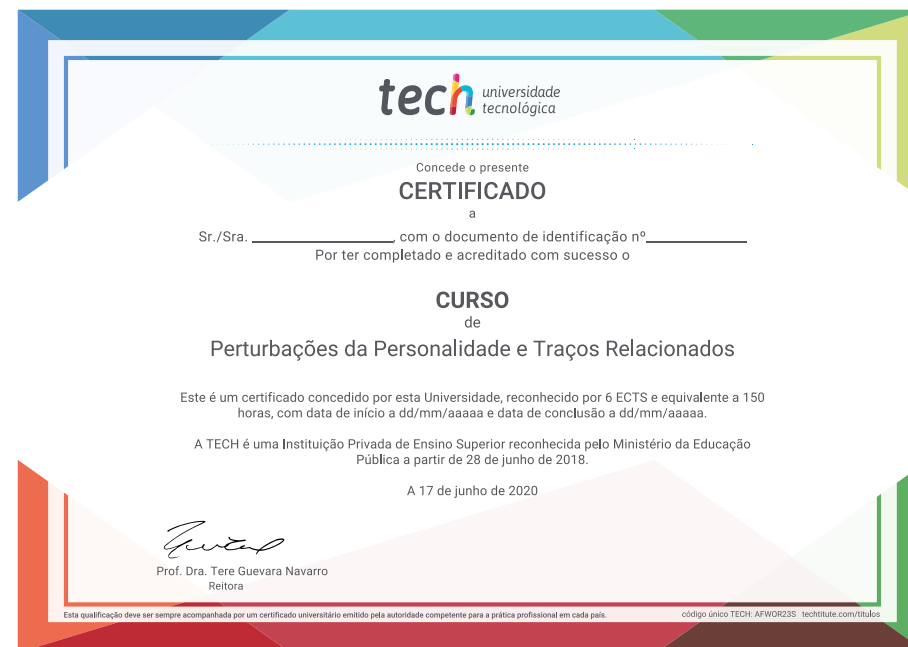 tech universidade
tecnológica
Concede o presente
CERTIFICADO
a
Sr./Sra. ____________________, com o documento de identificação nº______________
Por ter completado e acreditado com sucesso o
CURSO
de
Perturbações da Personalidade e Traços Relacionados
Este é um certificado concedido por esta Universidade, reconhecido por 6 ECTS e equivalente a 150
horas, com data de início a dd/mm/aaaaa e data de conclusão a dd/mm/aaaaa.
A TECH é uma Instituição Privada de Ensino Superior reconhecida pelo Ministério da Educação
Pública a partir de 28 de junho de 2018.
A 17 de junho de 2020
Prof. Dra. Tere Guevara Navarro
Reitora
Esta qualificação deve ser sempre acompanhada por um certificado universitário emitido pela autoridade competente para a prática profissional em cada país.
código único TECH: AFWOR23S techtitute.com/titulos